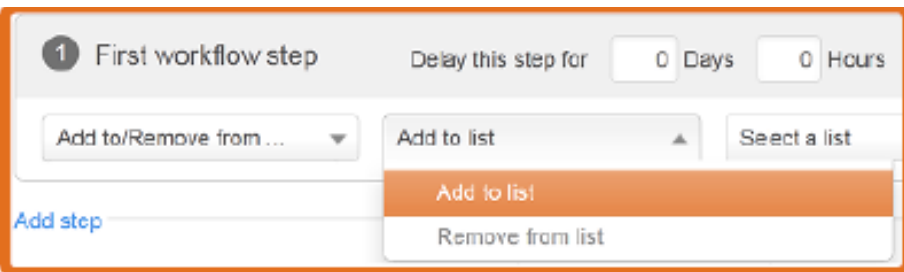 1 First workflow step Delay this step for 0 Days 0 Hours
Add to/Remove from ... Add to list Select a list
Add to list
Add step
Remove from list